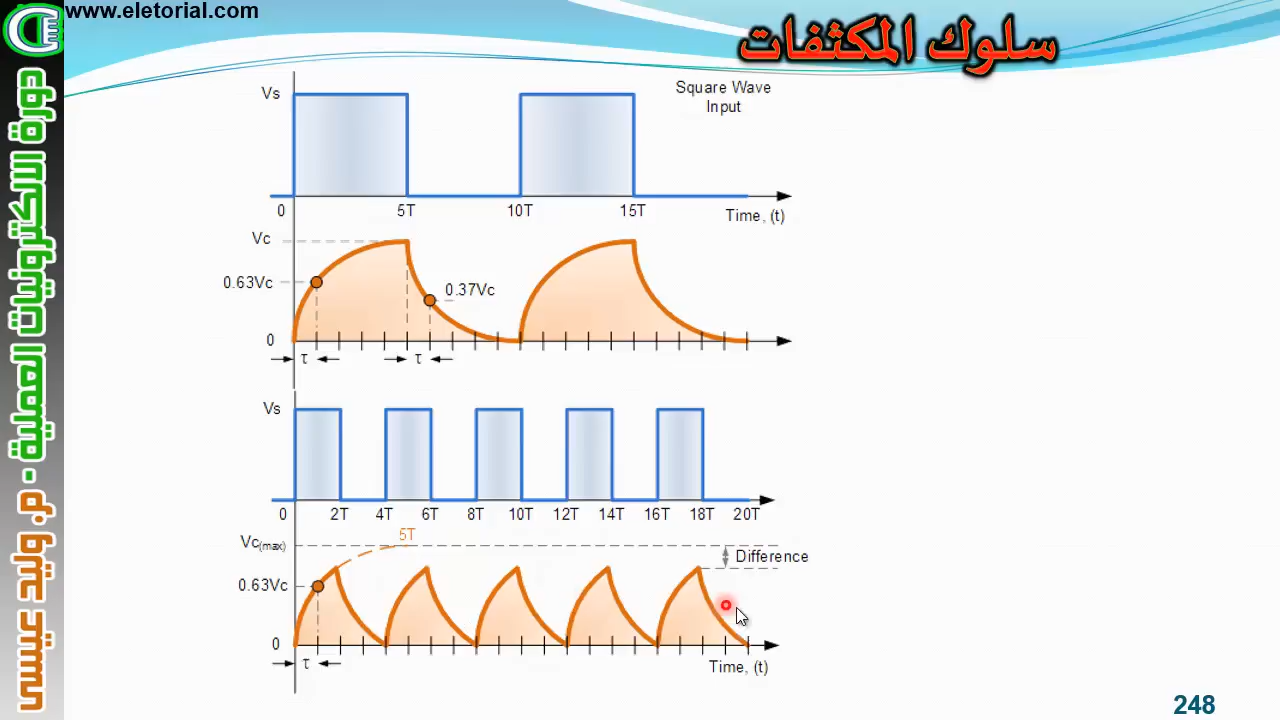 www.eletorial.com
سلوك المكثفات
دورة الالكترونيات العملية - م. وليد عيسى
Square Wave
Input
Vs
0 5T 10T 15T
Time, (t)
Vc
0.63Vc
0.37Vc
0
τ τ
Vs
0 2T 4T 6T 8T 10T 12T 14T 16T 18T 20T
5T
Vc(max)
Difference
0.63Vc
0
τ
Time, (t)
248